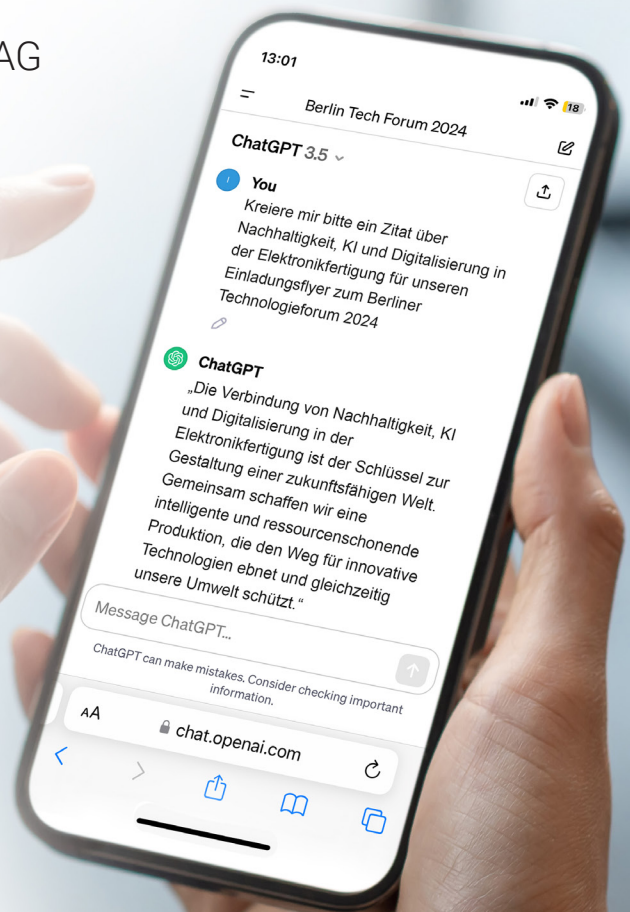 AG
13:01
18
Berlin Tech Forum 2024
ChatGPT 3.5
You
Kreiere mir bitte ein Zitat über
Nachhaltigkeit, KI und Digitalisierung in
der Elektronikfertigung für unseren
Einladungsflyer zum Berliner
Technologieforum 2024
ChatGPT
„Die Verbindung von Nachhaltigkeit, KI
und Digitalisierung in der
Elektronikfertigung ist der Schlüssel zur
Gestaltung einer zukunftsfähigen Welt.
Gemeinsam schaffen wir eine
intelligente und ressourcenschonende
Produktion, die den Weg für innovative
Technologien ebnet und gleichzeitig
unsere Umwelt schützt.“
Message ChatGPT...
ChatGPT can make mistakes. Consider checking important
information.
AA
chat.openai.com